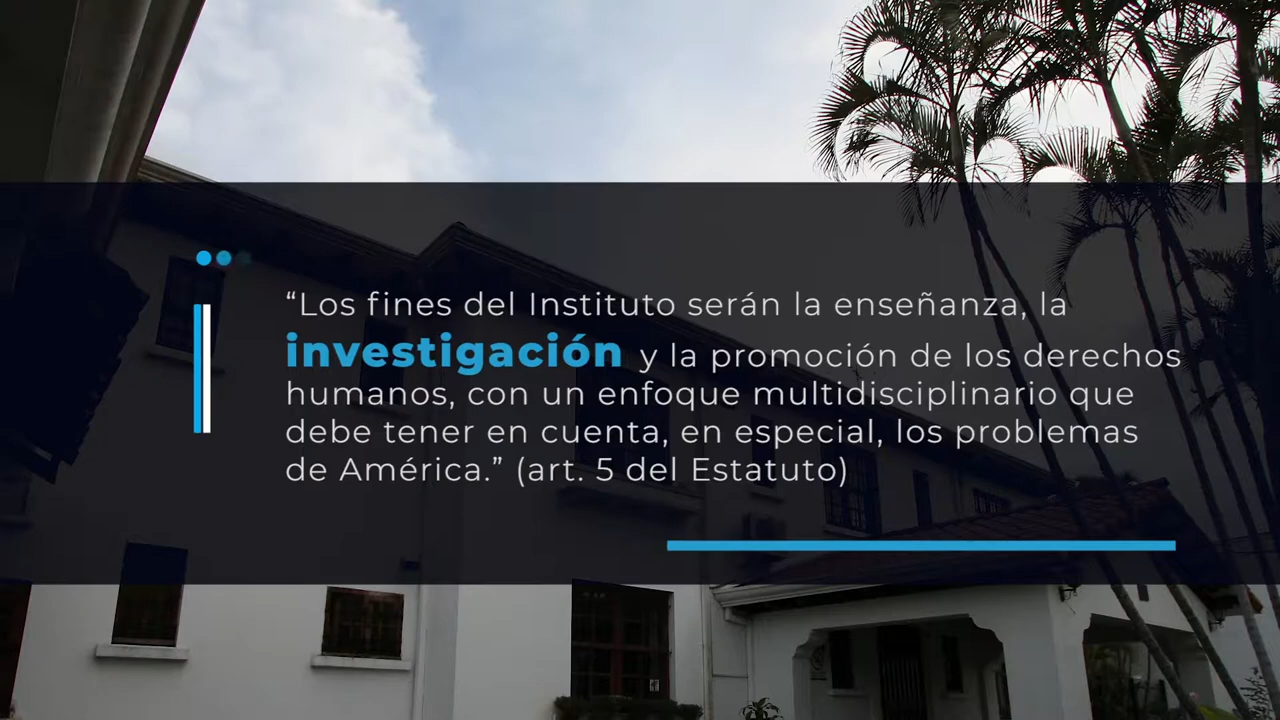 “Los fines del Instituto serán la enseñanza, la
investigación y la promoción de los derechos
humanos, con un enfoque multidisciplinario que
debe tener en cuenta, en especial, los problemas
de América.” (art. 5 del Estatuto)